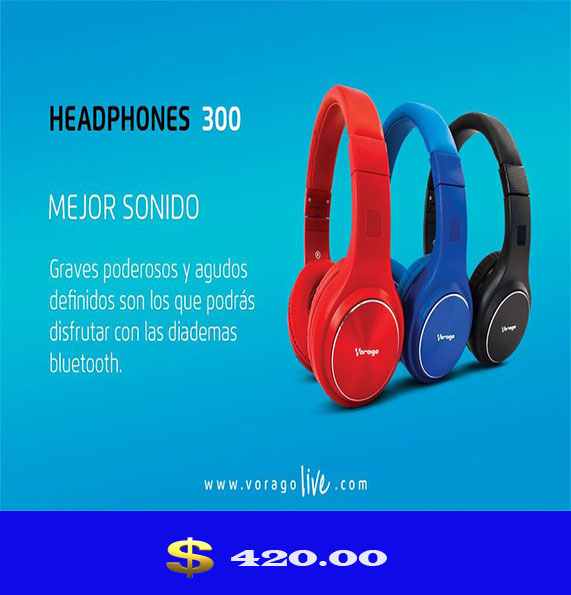 HEADPHONES 300
MEJOR SONIDO
Graves poderosos y agudos
definidos son los que podrás
disfrutar con las diademas
bluetooth.
®
Vorago
Vorago
Vorago
www.voragolive.com
$ 420.00